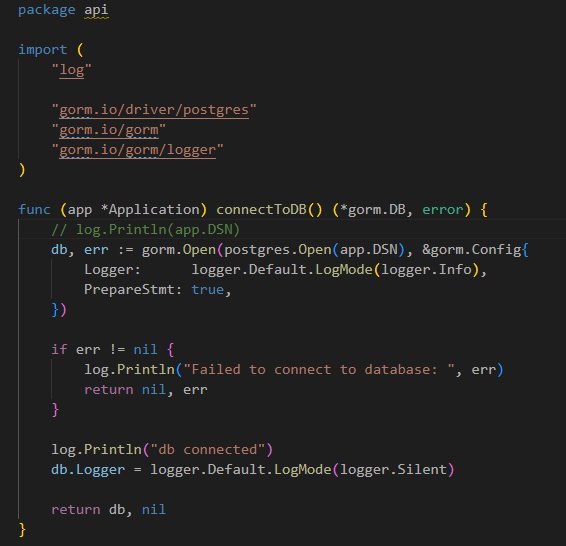 package api
import (
"log"
"gorm.io/driver/postgres"
"gorm.io/gorm"
"gorm.io/gorm/logger"
)
func (app *Application) connectToDB() (*gorm.DB, error) {
// log.Println(app.DSN)
db, err := gorm.Open(postgres.Open(app.DSN), &gorm.Config{
Logger:      logger.Default.LogMode(logger.Info),
PrepareStmt: true,
})
if err != nil {
log.Println("Failed to connect to database: ", err)
return nil, err
}
log.Println("db connected")
db.Logger = logger.Default.LogMode(logger.Silent)
return db, nil
}